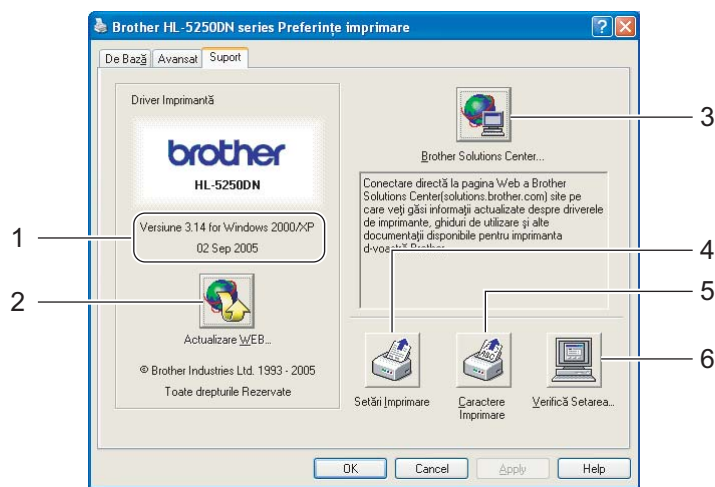 Brother HL-5250DN series Preferințe imprimare
De Bază Avansat Suport
Driver Imprimantă
brother
HL-5250DN
Versiune 3.14 for Windows 2000/XP
02 Sep 2005
Actualizare WEB...
© Brother Industries Ltd. 1993 - 2005
Toate drepturile Rezervate
Brother Solutions Center...
Conectare directă la pagina Web a Brother
Solutions Center(solutions.brother.com) site pe
care veți găsi informații actualizate despre driverele
de imprimante, ghiduri de utilizare și alte
documentații disponibile pentru imprimanta
d-voastră Brother.
Setări Imprimare
Caractere
Imprimare
Verifică Setarea...
OK Cancel Apply Help
1
2
3
4
5
6